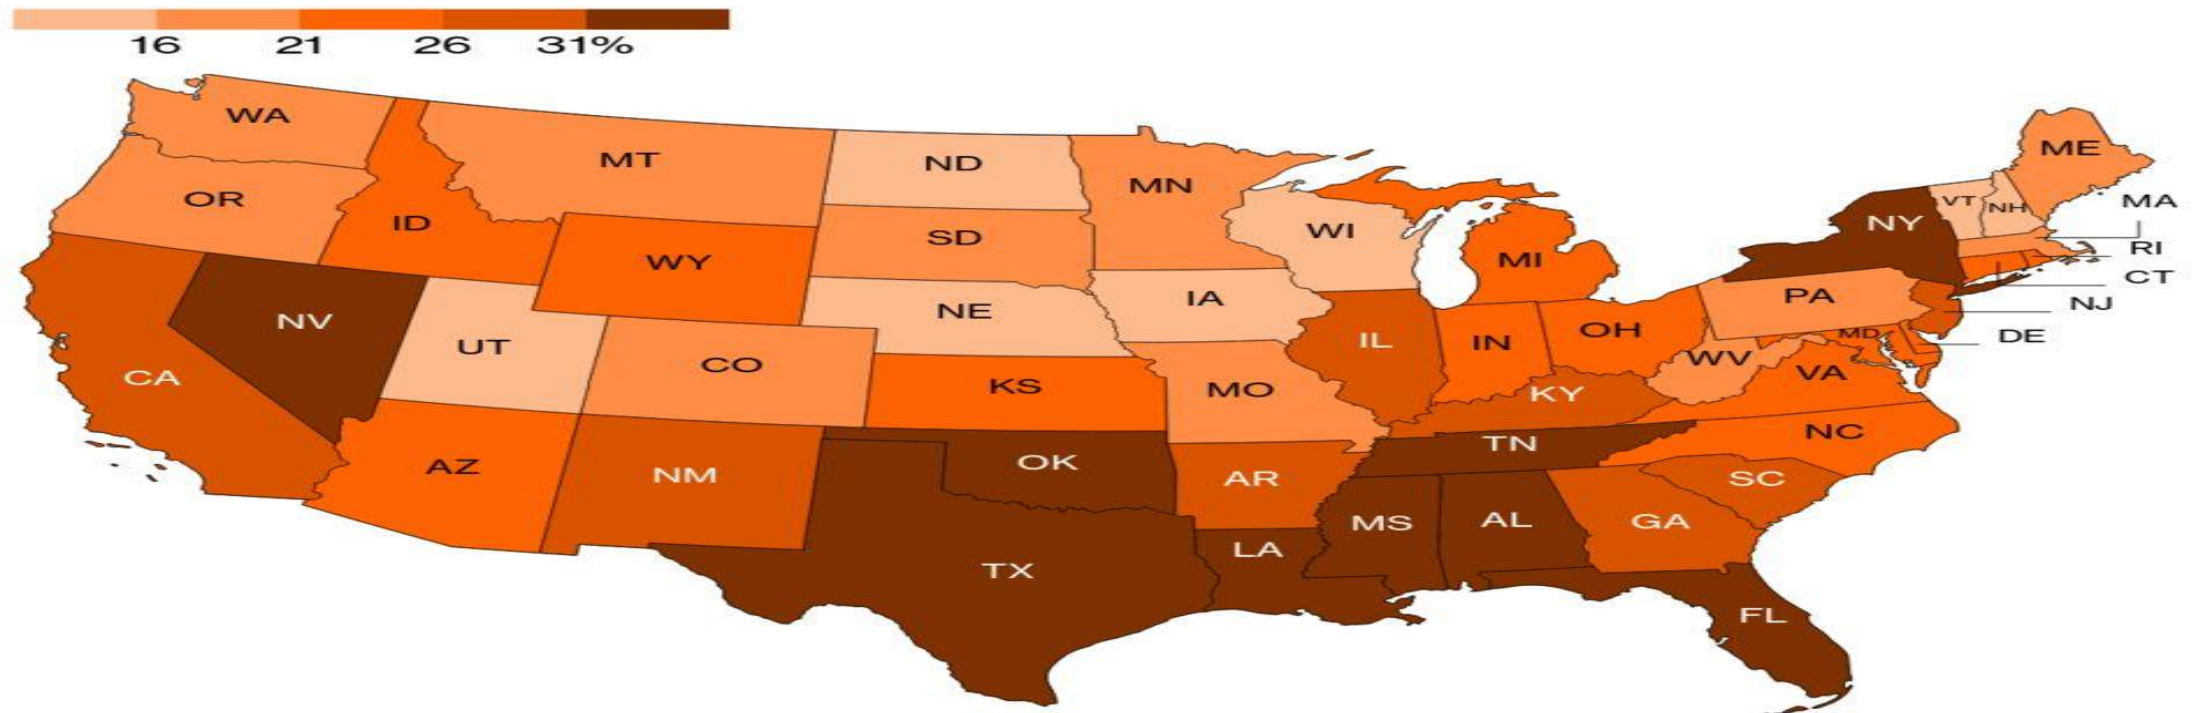 16 21 26 31%
WA
MT
ND
MN
ME
OR
ID
WY
SD
WI
MI
NY
VT
NH
MA
RI
CT
NJ
DE
NV
UT
CO
NE
IA
IL
IN
OH
PA
MD
WV
VA
CA
KS
MO
KY
AZ
NM
OK
AR
TN
NC
SC
TX
LA
MS
AL
GA
FL